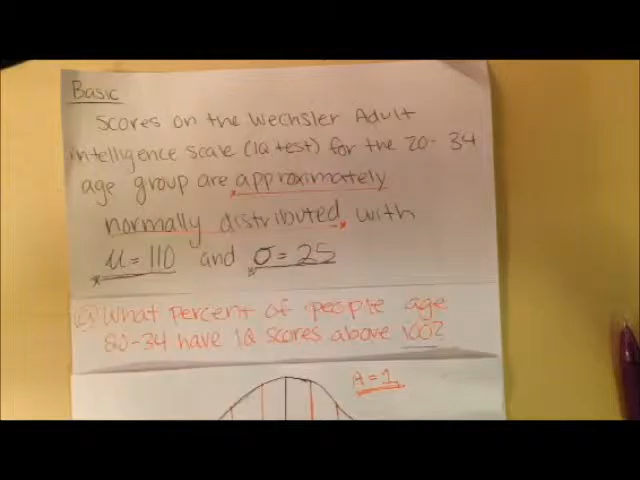 Basic
Scores on the Wechsler Adult
intelligence scale (IQ test) for the 20-34
age group are approximately
normally distributed with
μ = 110 and σ = 25
(a) What percent of people age
20-34 have IQ scores above 100?
A = 1